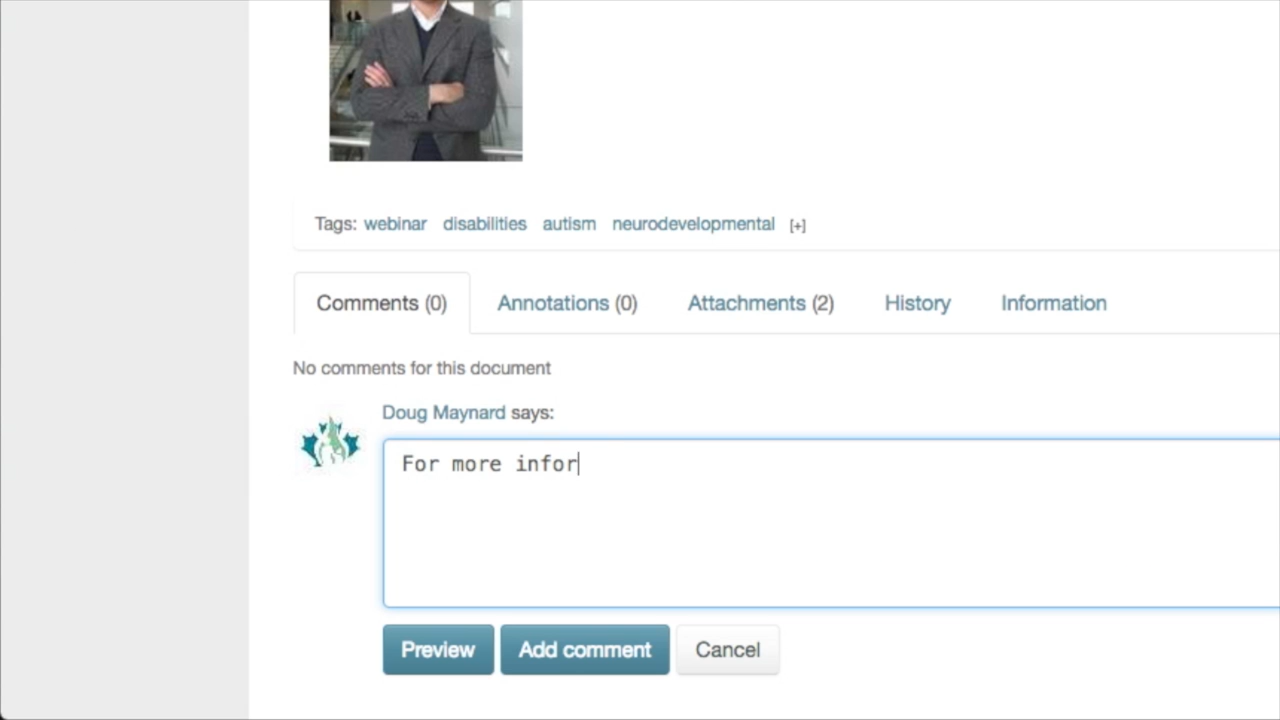 Tags: webinar disabilities autism neurodevelopmental [+]
Comments (0) Annotations (0) Attachments (2) History Information
No comments for this document
Doug Maynard says:
For more infor
Preview Add comment Cancel